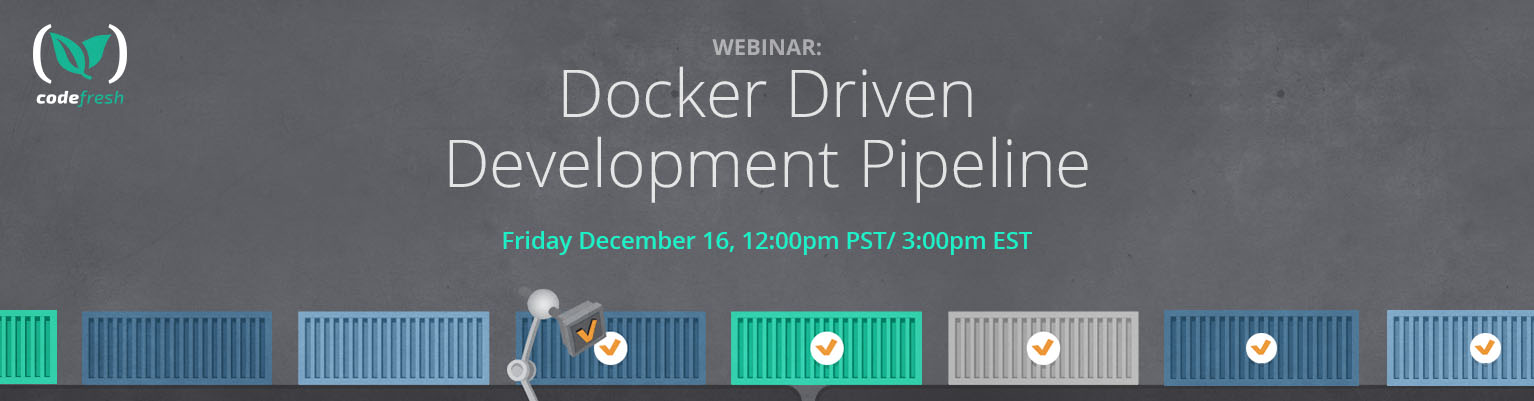 codefresh
WEBINAR:
Docker Driven
Development Pipeline
Friday December 16, 12:00pm PST/ 3:00pm EST